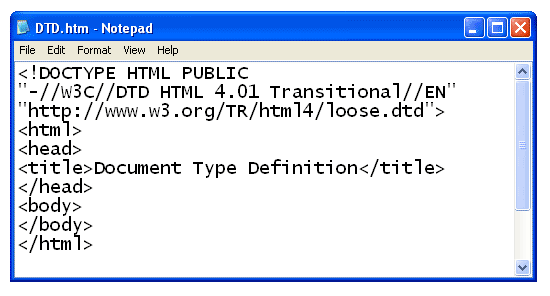 DTD.htm - Notepad
File Edit Format View Help
<!DOCTYPE HTML PUBLIC
"-//W3C//DTD HTML 4.01 Transitional//EN"
"http://www.w3.org/TR/html4/loose.dtd">
<html>
<head>
<title>Document Type Definition</title>
</head>
<body>
</body>
</html>